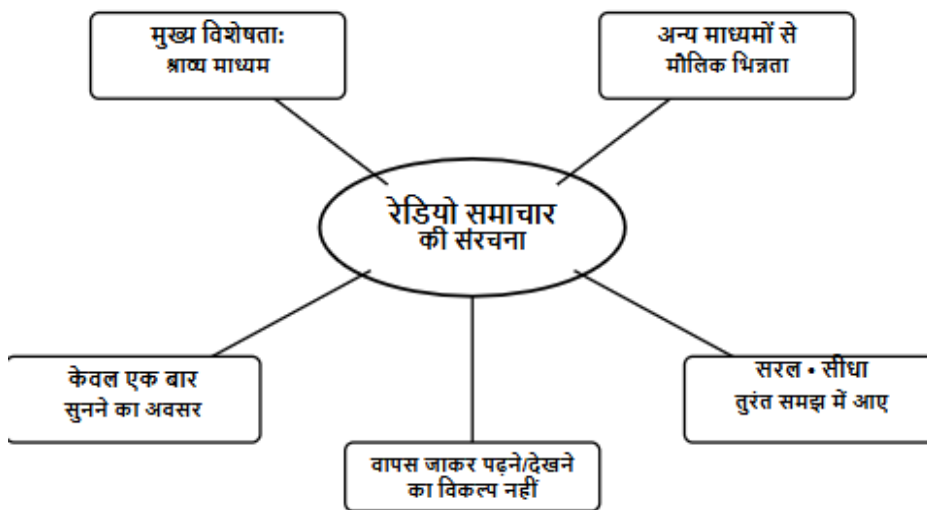 मुख्य विशेषता:
श्राव्य माध्यम
अन्य माध्यमों से
मौलिक भिन्नता
रेडियो समाचार
की संरचना
केवल एक बार
सुनने का अवसर
सरल • सीधा
तुरंत समझ में आए
वापस जाकर पढ़ने/देखने
का विकल्प नहीं